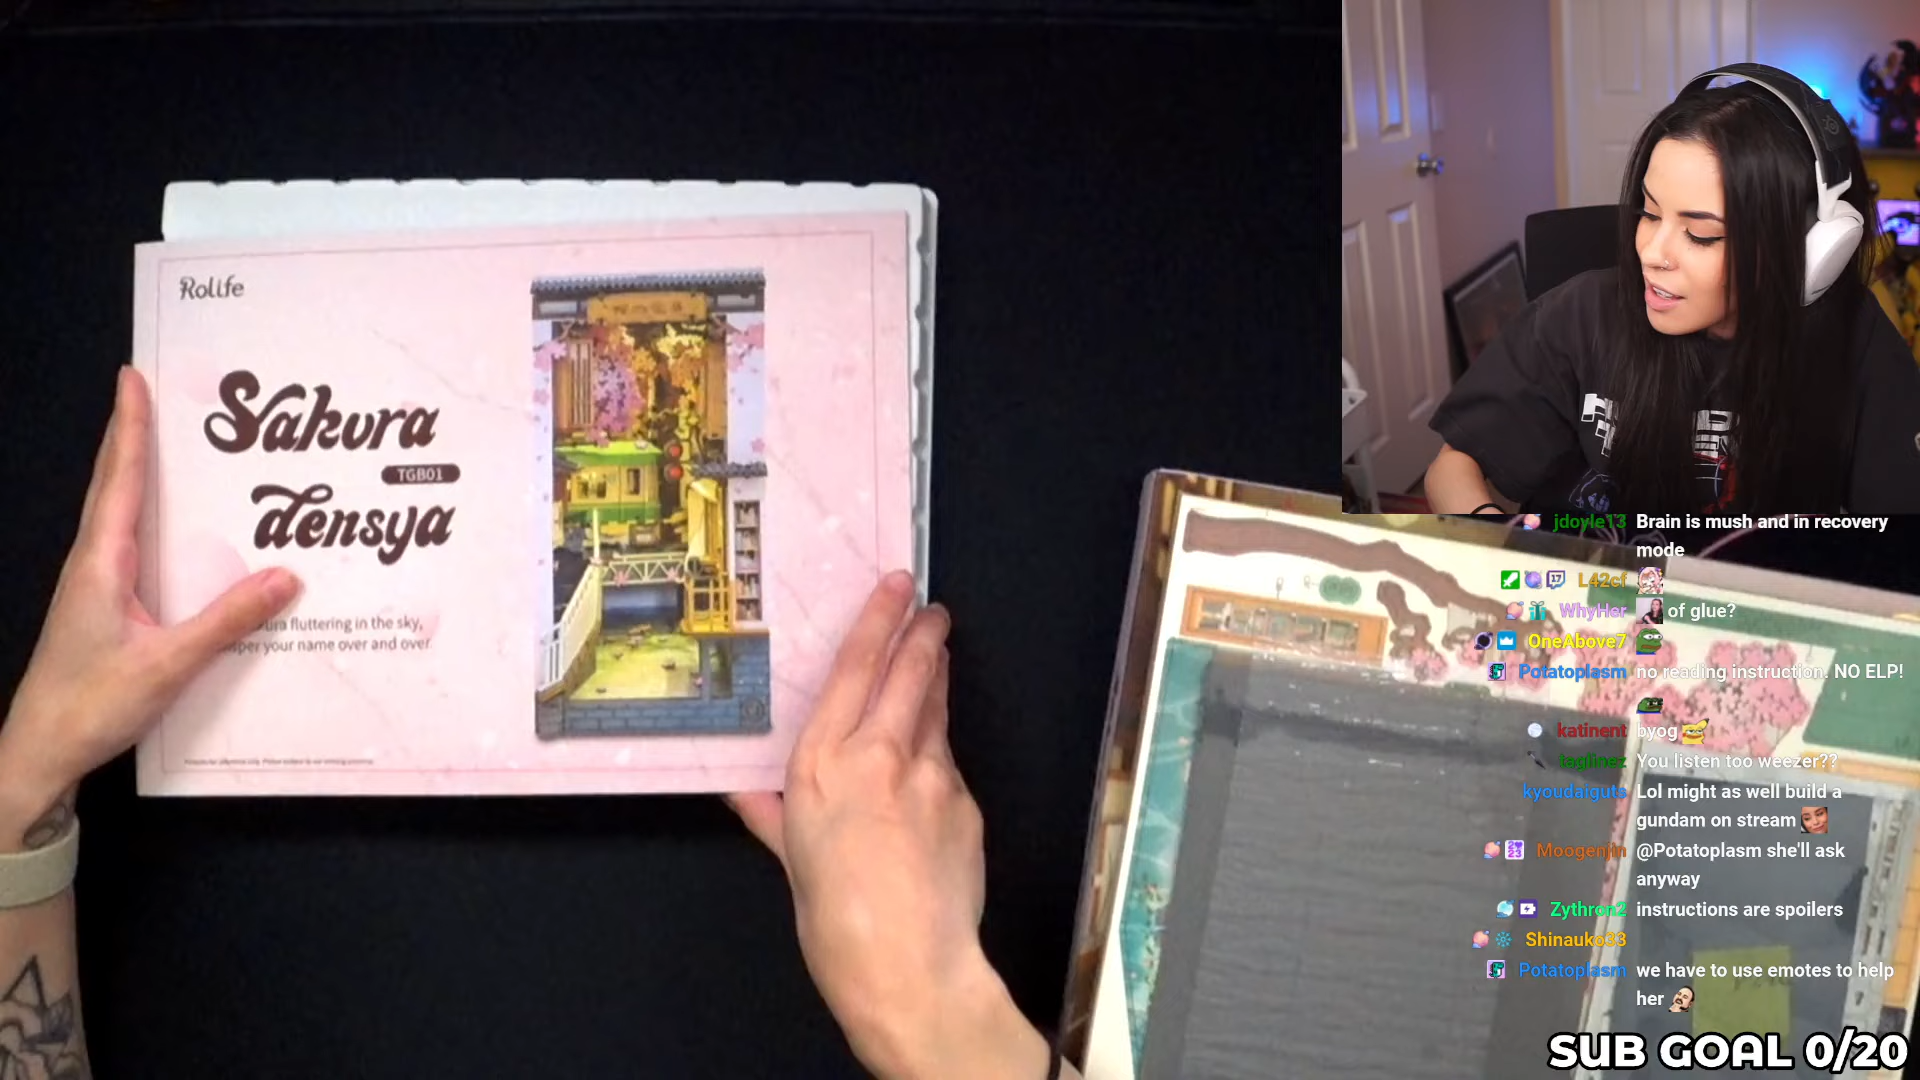 Rolife
Sakura
TGB01
densya
fluttering in the sky,
your name over and over.
jdoyle13 Brain is mush and in recovery
mode
L42cf
WhyHer of glue?
OneAbove7
Potatoplasm no reading instruction. NO ELP!
katinent byog
taglinez You listen too weezer??
kyoudaiguts Lol might as well build a
gundam on stream
Moogenjin @Potatoplasm she'll ask
anyway
Zythron2 instructions are spoilers
Shinauko33
Potatoplasm we have to use emotes to help
her
SUB GOAL 0/20